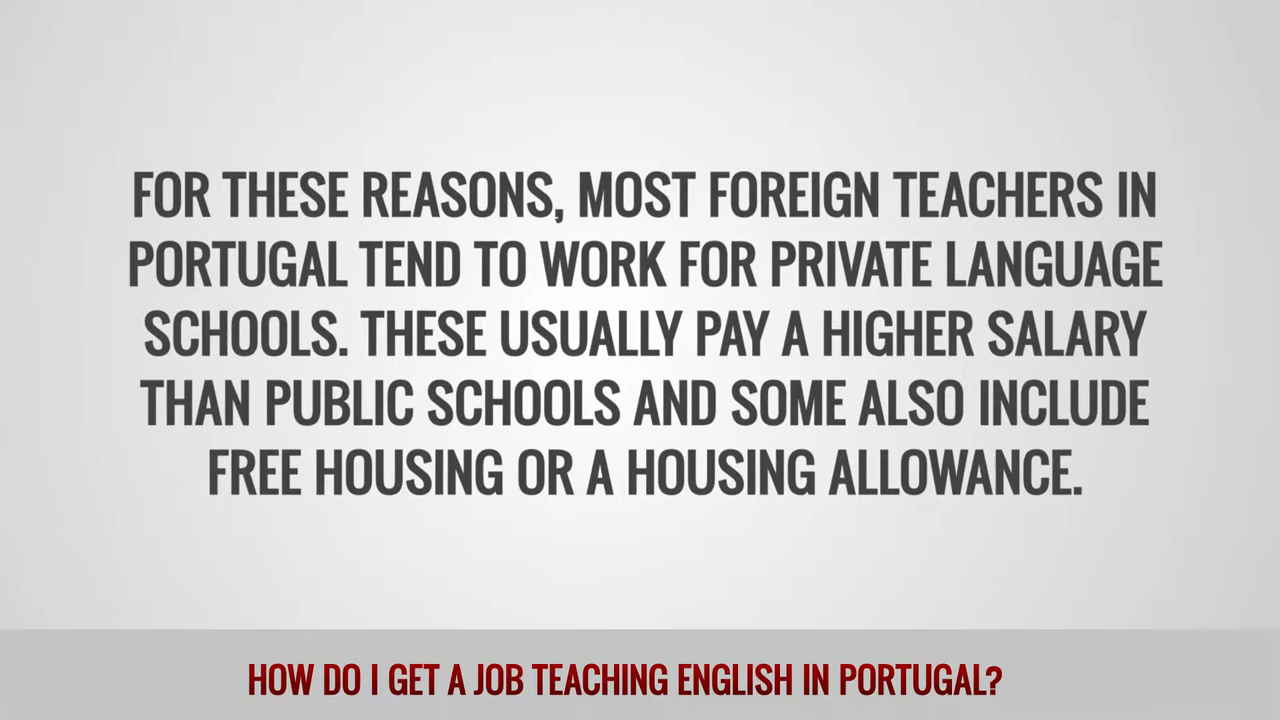 FOR THESE REASONS, MOST FOREIGN TEACHERS IN
PORTUGAL TEND TO WORK FOR PRIVATE LANGUAGE
SCHOOLS. THESE USUALLY PAY A HIGHER SALARY
THAN PUBLIC SCHOOLS AND SOME ALSO INCLUDE
FREE HOUSING OR A HOUSING ALLOWANCE.
HOW DO I GET A JOB TEACHING ENGLISH IN PORTUGAL?